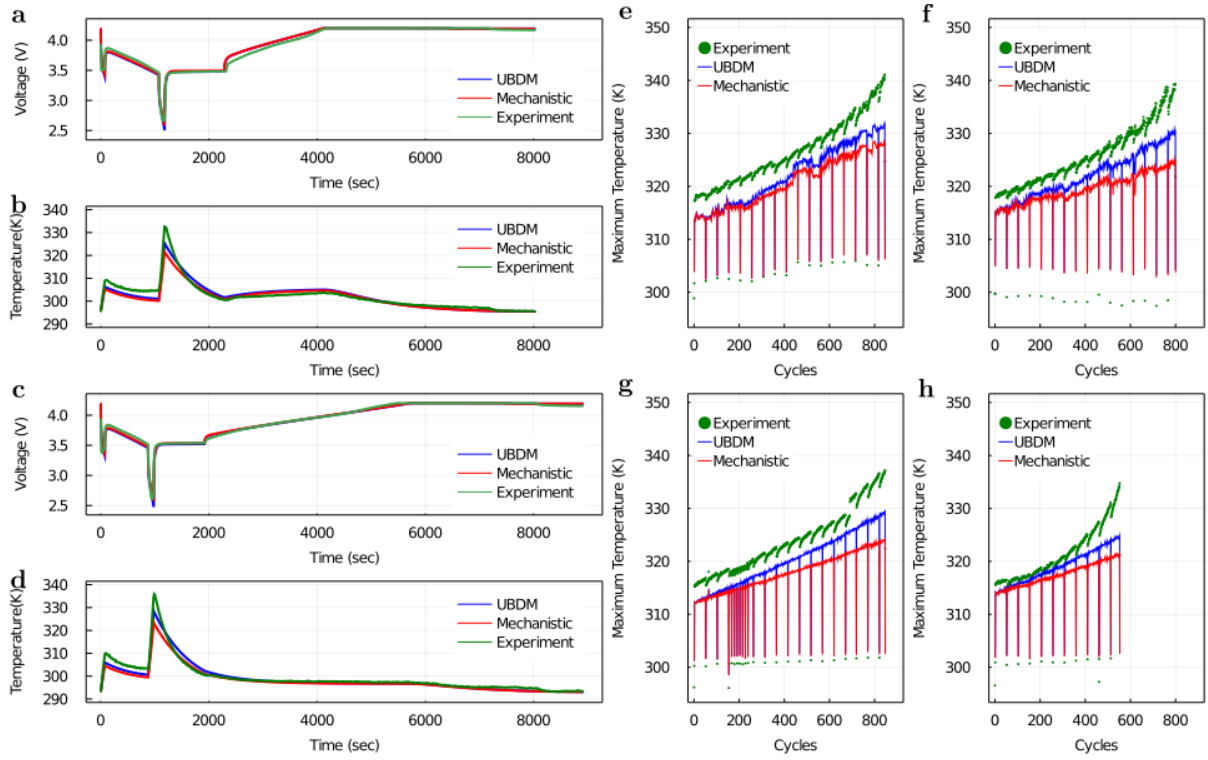 a
Voltage (V)
4.0
3.5
3.0
2.5
UBDM
Mechanistic
Experiment
0
2000
4000
6000
8000
Time (sec)
b
Temperature(K)
340
330
320
310
300
290
UBDM
Mechanistic
Experiment
0
2000
4000
6000
8000
Time (sec)
c
Voltage (V)
4.0
3.5
3.0
2.5
UBDM
Mechanistic
Experiment
0
2000
4000
6000
8000
Time (sec)
d
Temperature(K)
340
330
320
310
300
290
UBDM
Mechanistic
Experiment
0
2000
4000
6000
8000
Time (sec)
e
Maximum Temperature (K)
350
340
330
320
310
300
Experiment
UBDM
Mechanistic
0
200
400
600
800
Cycles
f
Maximum Temperature (K)
350
340
330
320
310
300
Experiment
UBDM
Mechanistic
0
200
400
600
800
Cycles
g
Maximum Temperature (K)
350
340
330
320
310
300
Experiment
UBDM
Mechanistic
0
200
400
600
800
Cycles
h
Maximum Temperature (K)
350
340
330
320
310
300
Experiment
UBDM
Mechanistic
0
200
400
600
800
Cycles